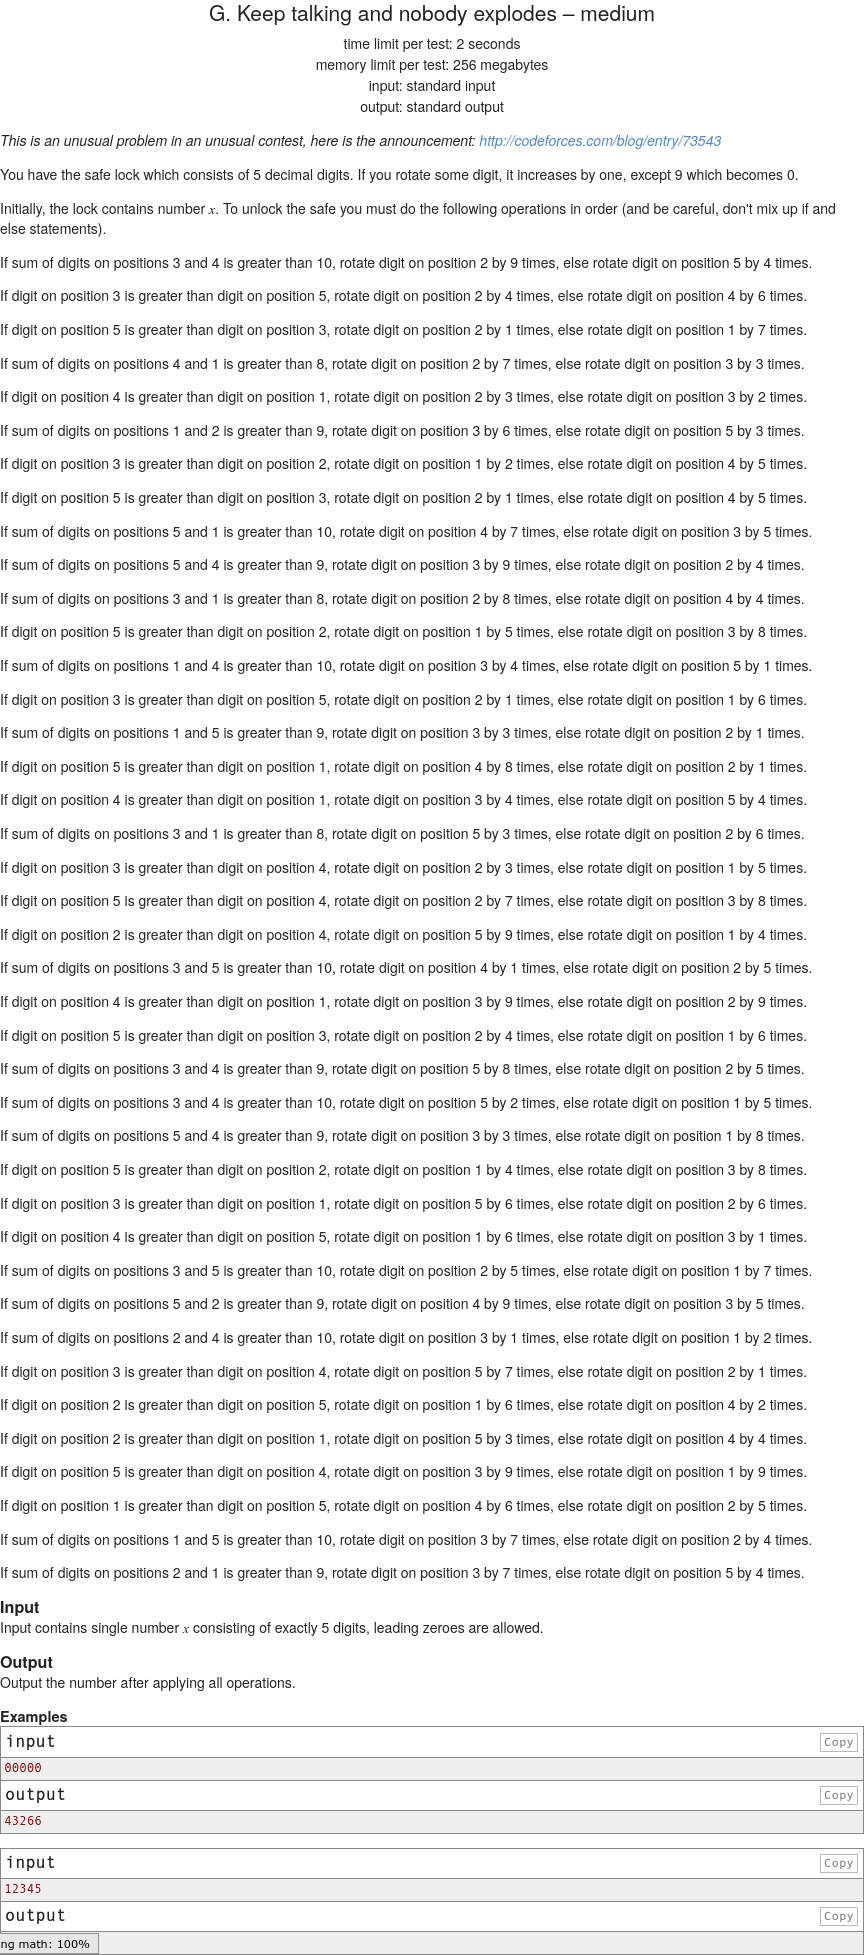 G. Keep talking and nobody explodes – medium
time limit per test: 2 seconds
memory limit per test: 256 megabytes
input: standard input
output: standard output
This is an unusual problem in an unusual contest, here is the announcement: http://codeforces.com/blog/entry/73543
You have the safe lock which consists of 5 decimal digits. If you rotate some digit, it increases by one, except 9 which becomes 0.
Initially, the lock contains number x. To unlock the safe you must do the following operations in order (and be careful, don't mix up if and
else statements).
If sum of digits on positions 3 and 4 is greater than 10, rotate digit on position 2 by 9 times, else rotate digit on position 5 by 4 times.
If digit on position 3 is greater than digit on position 5, rotate digit on position 2 by 4 times, else rotate digit on position 4 by 6 times.
If digit on position 5 is greater than digit on position 3, rotate digit on position 2 by 1 times, else rotate digit on position 1 by 7 times.
If sum of digits on positions 4 and 1 is greater than 8, rotate digit on position 2 by 7 times, else rotate digit on position 3 by 3 times.
If digit on position 4 is greater than digit on position 1, rotate digit on position 2 by 3 times, else rotate digit on position 3 by 2 times.
If sum of digits on positions 1 and 2 is greater than 9, rotate digit on position 3 by 6 times, else rotate digit on position 5 by 3 times.
If digit on position 3 is greater than digit on position 2, rotate digit on position 1 by 2 times, else rotate digit on position 4 by 5 times.
If digit on position 5 is greater than digit on position 3, rotate digit on position 2 by 1 times, else rotate digit on position 4 by 5 times.
If sum of digits on positions 5 and 1 is greater than 10, rotate digit on position 4 by 7 times, else rotate digit on position 3 by 5 times.
If sum of digits on positions 5 and 4 is greater than 9, rotate digit on position 3 by 9 times, else rotate digit on position 2 by 4 times.
If sum of digits on positions 3 and 1 is greater than 8, rotate digit on position 2 by 8 times, else rotate digit on position 4 by 4 times.
If digit on position 5 is greater than digit on position 2, rotate digit on position 1 by 5 times, else rotate digit on position 3 by 8 times.
If sum of digits on positions 1 and 4 is greater than 10, rotate digit on position 3 by 4 times, else rotate digit on position 5 by 1 times.
If digit on position 3 is greater than digit on position 5, rotate digit on position 2 by 1 times, else rotate digit on position 1 by 6 times.
If sum of digits on positions 1 and 5 is greater than 9, rotate digit on position 3 by 3 times, else rotate digit on position 2 by 1 times.
If digit on position 5 is greater than digit on position 1, rotate digit on position 4 by 8 times, else rotate digit on position 2 by 1 times.
If digit on position 4 is greater than digit on position 1, rotate digit on position 3 by 4 times, else rotate digit on position 5 by 4 times.
If sum of digits on positions 3 and 1 is greater than 8, rotate digit on position 5 by 3 times, else rotate digit on position 2 by 6 times.
If digit on position 3 is greater than digit on position 4, rotate digit on position 2 by 3 times, else rotate digit on position 1 by 5 times.
If digit on position 5 is greater than digit on position 4, rotate digit on position 2 by 7 times, else rotate digit on position 3 by 8 times.
If digit on position 2 is greater than digit on position 4, rotate digit on position 5 by 9 times, else rotate digit on position 1 by 4 times.
If sum of digits on positions 3 and 5 is greater than 10, rotate digit on position 4 by 1 times, else rotate digit on position 2 by 5 times.
If digit on position 4 is greater than digit on position 1, rotate digit on position 3 by 9 times, else rotate digit on position 2 by 9 times.
If digit on position 5 is greater than digit on position 3, rotate digit on position 2 by 4 times, else rotate digit on position 1 by 6 times.
If sum of digits on positions 3 and 4 is greater than 9, rotate digit on position 5 by 8 times, else rotate digit on position 2 by 5 times.
If sum of digits on positions 3 and 4 is greater than 10, rotate digit on position 5 by 2 times, else rotate digit on position 1 by 5 times.
If sum of digits on positions 5 and 4 is greater than 9, rotate digit on position 3 by 3 times, else rotate digit on position 1 by 8 times.
If digit on position 5 is greater than digit on position 2, rotate digit on position 1 by 4 times, else rotate digit on position 3 by 8 times.
If digit on position 3 is greater than digit on position 1, rotate digit on position 5 by 6 times, else rotate digit on position 2 by 6 times.
If digit on position 4 is greater than digit on position 5, rotate digit on position 1 by 6 times, else rotate digit on position 3 by 1 times.
If sum of digits on positions 3 and 5 is greater than 10, rotate digit on position 2 by 5 times, else rotate digit on position 1 by 7 times.
If sum of digits on positions 5 and 2 is greater than 9, rotate digit on position 4 by 9 times, else rotate digit on position 3 by 5 times.
If sum of digits on positions 2 and 4 is greater than 10, rotate digit on position 3 by 1 times, else rotate digit on position 1 by 2 times.
If digit on position 3 is greater than digit on position 4, rotate digit on position 5 by 7 times, else rotate digit on position 2 by 1 times.
If digit on position 2 is greater than digit on position 5, rotate digit on position 1 by 6 times, else rotate digit on position 4 by 2 times.
If digit on position 2 is greater than digit on position 1, rotate digit on position 5 by 3 times, else rotate digit on position 4 by 4 times.
If digit on position 5 is greater than digit on position 4, rotate digit on position 3 by 9 times, else rotate digit on position 1 by 9 times.
If digit on position 1 is greater than digit on position 5, rotate digit on position 4 by 6 times, else rotate digit on position 2 by 5 times.
If sum of digits on positions 1 and 5 is greater than 10, rotate digit on position 3 by 7 times, else rotate digit on position 2 by 4 times.
If sum of digits on positions 2 and 1 is greater than 9, rotate digit on position 3 by 7 times, else rotate digit on position 5 by 4 times.
Input
Input contains single number x consisting of exactly 5 digits, leading zeroes are allowed.
Output
Output the number after applying all operations.
Examples
input
Copy
00000
output
Copy
43266
input
Copy
12345
output
Copy
ng math: 100%